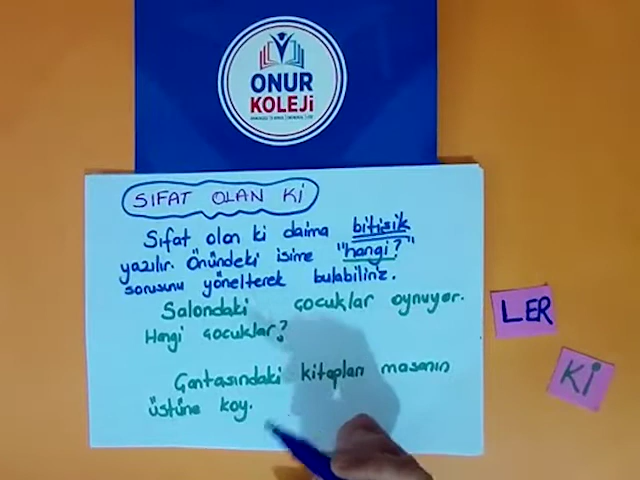 ONUR
KOLEJİ
SIFAT OLAN Kİ
Sıfat olan ki daima bitişik
yazılır. Önündeki isime "hangi?"
sorusunu yönelterek bulabiliriz.
Salondaki çocuklar oynuyor.
Hangi çocuklar?
Çantasındaki kitapları masanın
üstüne koy.
LER
Kİ